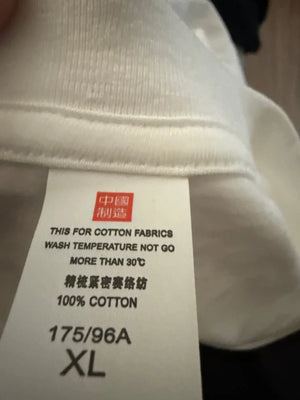 中國
制造
THIS FOR COTTON FABRICS
WASH TEMPERATURE NOT GO
MORE THAN 30℃
精梳紧密赛络纺
100% COTTON
175/96A
XL